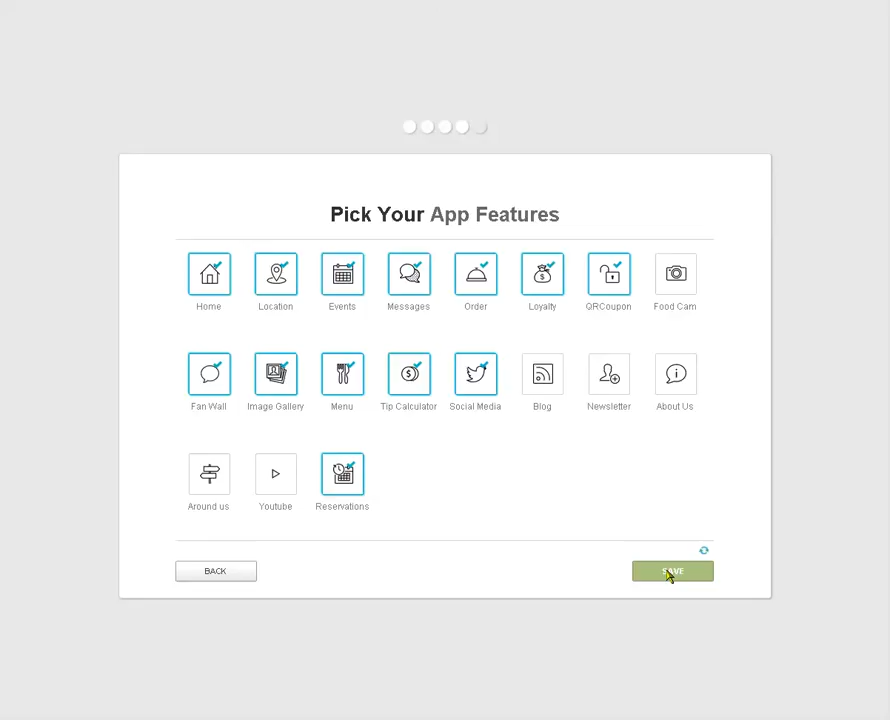 Pick Your App Features
Home Location Events Messages Order Loyalty QRCoupon Food Cam
Fan Wall Image Gallery Menu Tip Calculator Social Media Blog Newsletter About Us
Around us Youtube Reservations
BACK SAVE